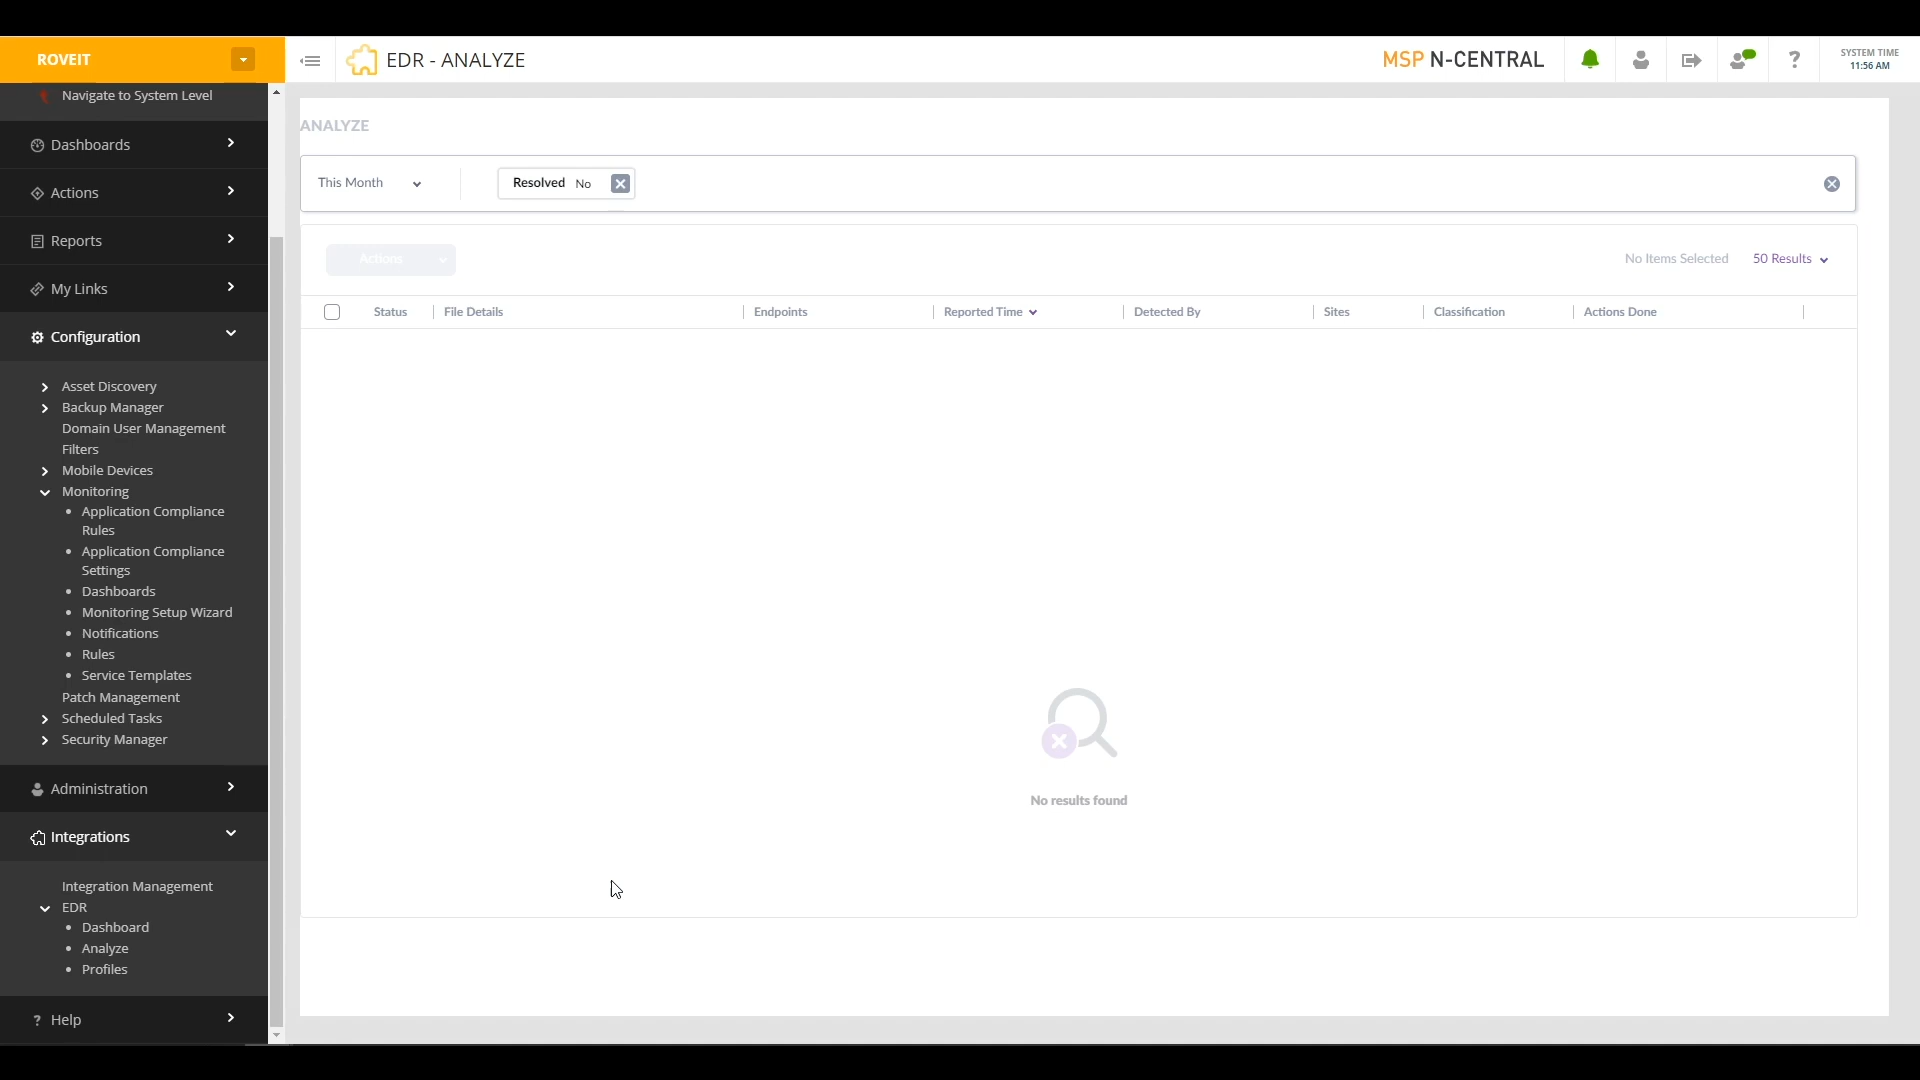 ROVEIT
EDR - ANALYZE
MSP N-CENTRAL
?
SYSTEM TIME
11:56 AM
Navigate to System Level
Dashboards
Actions
Reports
My Links
Configuration
Asset Discovery
Backup Manager
Domain User Management
Filters
Mobile Devices
Monitoring
Application Compliance
Rules
Application Compliance
Settings
Dashboards
Monitoring Setup Wizard
Notifications
Rules
Service Templates
Patch Management
Scheduled Tasks
Security Manager
Administration
Integrations
Integration Management
EDR
Dashboard
Analyze
Profiles
? Help
ANALYZE
This Month
Resolved No
Actions
No Items Selected
50 Results
Status
File Details
Endpoints
Reported Time
Detected By
Sites
Classification
Actions Done
No results found